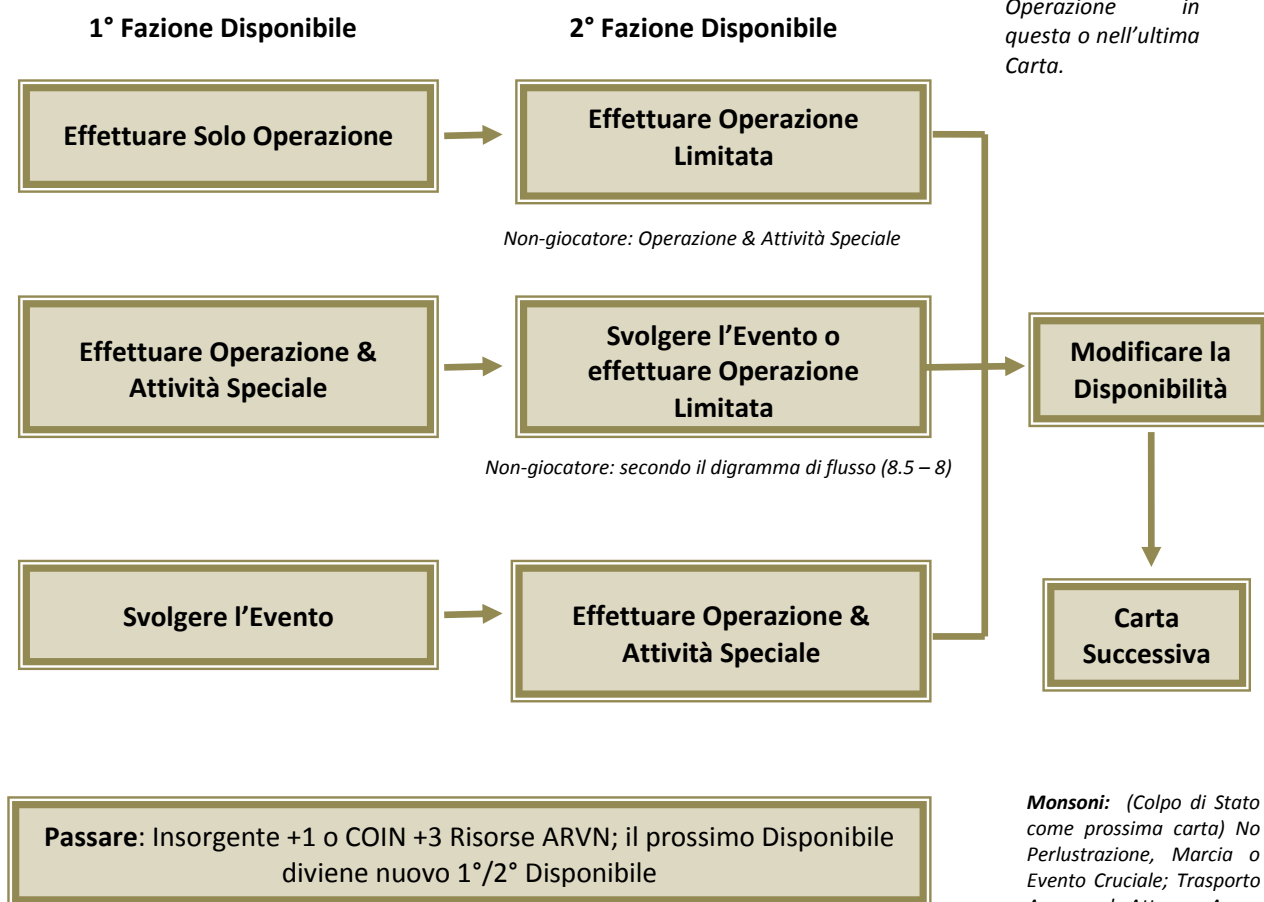 Operazione in
questa o nell’ultima
Carta.
1° Fazione Disponibile
2° Fazione Disponibile
Effettuare Solo Operazione
Effettuare Operazione
Limitata
Non-giocatore: Operazione & Attività Speciale
Effettuare Operazione &
Attività Speciale
Svolgere l’Evento o
effettuare Operazione
Limitata
Modificare la
Disponibilità
Non-giocatore: secondo il digramma di flusso (8.5 – 8)
Svolgere l’Evento
Effettuare Operazione &
Attività Speciale
Carta
Successiva
Passare: Insorgente +1 o COIN +3 Risorse ARVN; il prossimo Disponibile
diviene nuovo 1°/2° Disponibile
Monsoni: (Colpo di Stato
come prossima carta) No
Perlustrazione, Marcia o
Evento Cruciale; Trasporto